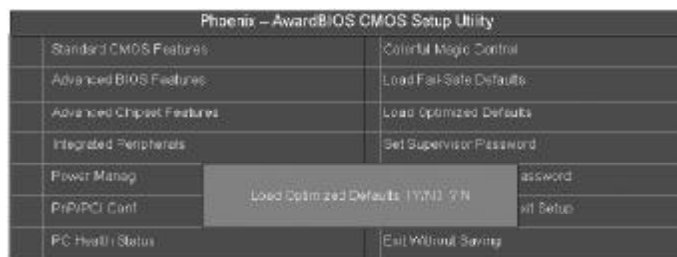 Phoenix – AwardBIOS CMOS Setup Utility
Standard CMOS Features
Colorful Magic Control
Advanced BIOS Features
Load Fail-Safe Defaults
Advanced Chipset Features
Load Optimized Defaults
Integrated Peripherals
Set Supervisor Password
Power Manag
assword
Load Optimized Defaults (Y/N) ? N
PnP/PCI Conf
xit Setup
PC Health Status
Exit Without Saving